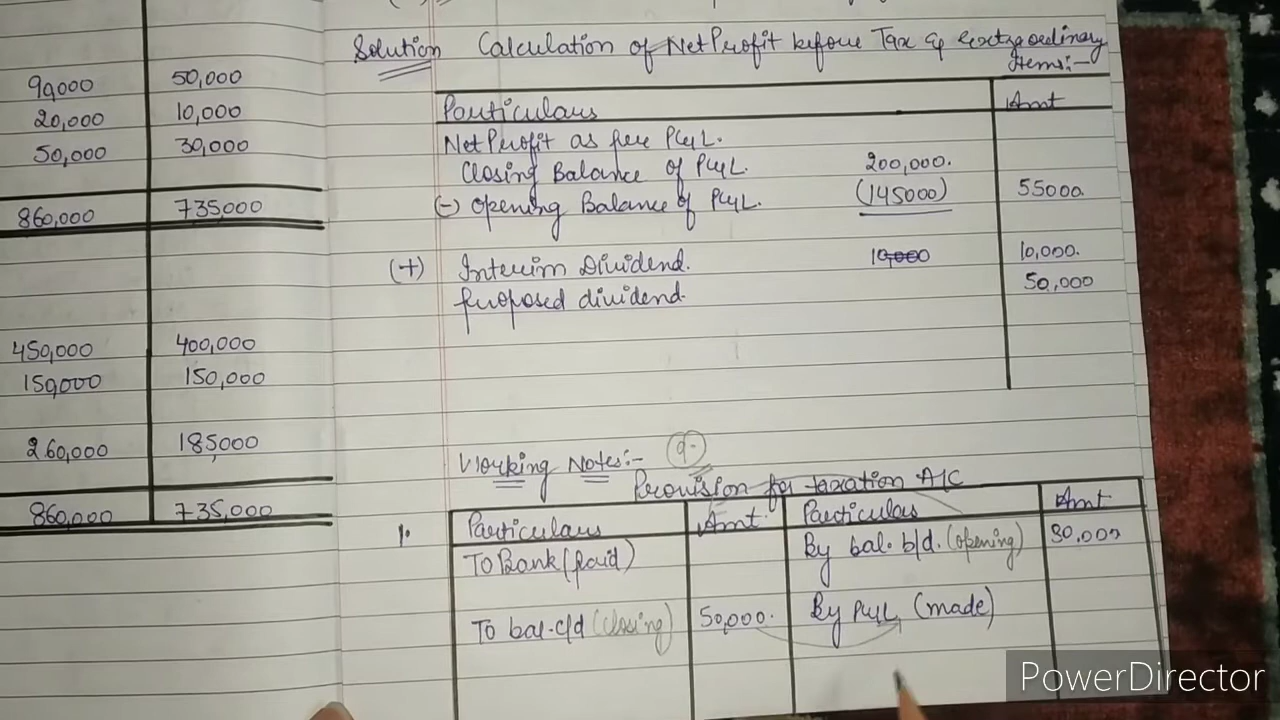 90,000 50,000
20,000 10,000
50,000 30,000
860,000 735,000
450,000 400,000
150,000 150,000
260,000 185,000
860,000 735,000
Solution Calculation of Net Profit before Tax & Extraordinary
Items:-
Particulars Amt
Net Profit as per P&L.
Closing Balance of P&L. 200,000.
(-) Opening Balance of P&L. (145000) 55000.
(+) Interim Dividend. 10,000 10,000.
Proposed dividend. 50,000
Working Notes:-
Provision for taxation A/C
1. Particulars Amt Particulars Amt
To Bank (paid) By bal. b/d. (opening) 30,000
To bal. c/d (closing) 50,000. By P&L (made)
PowerDirector